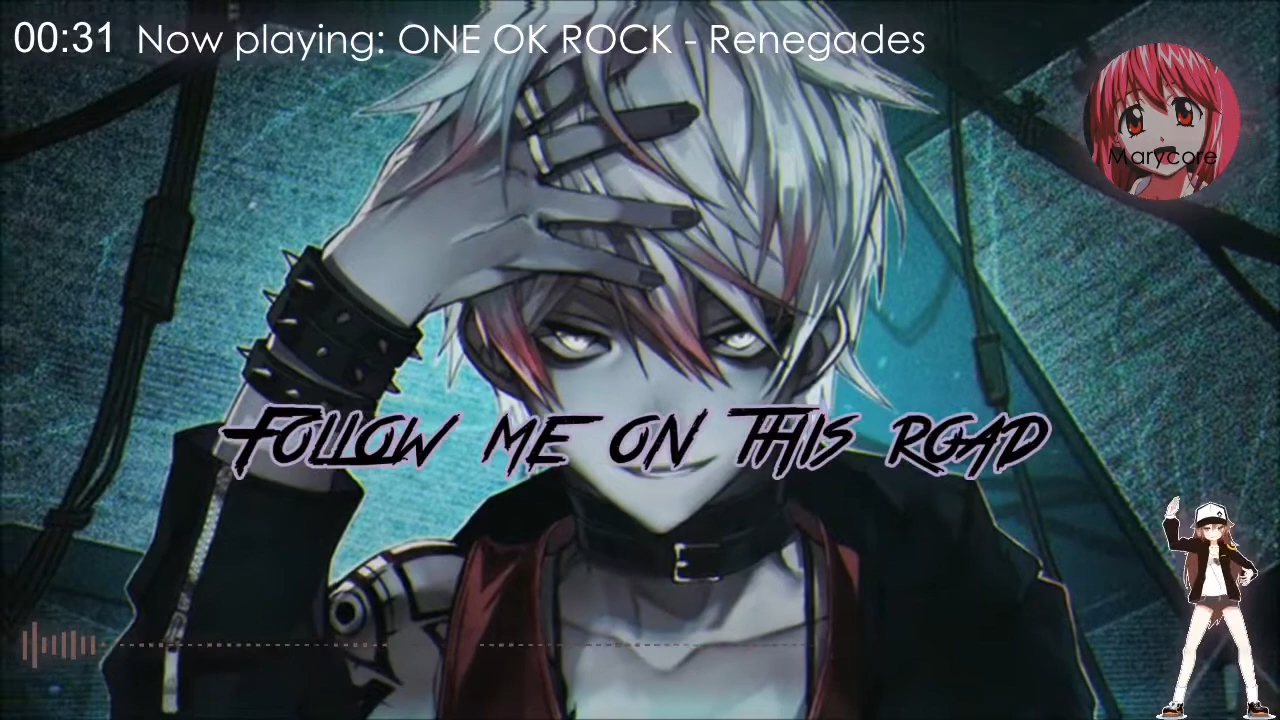 00:31 Now playing: ONE OK ROCK - Renegades
Marycore
FOLLOW ME ON THIS ROAD